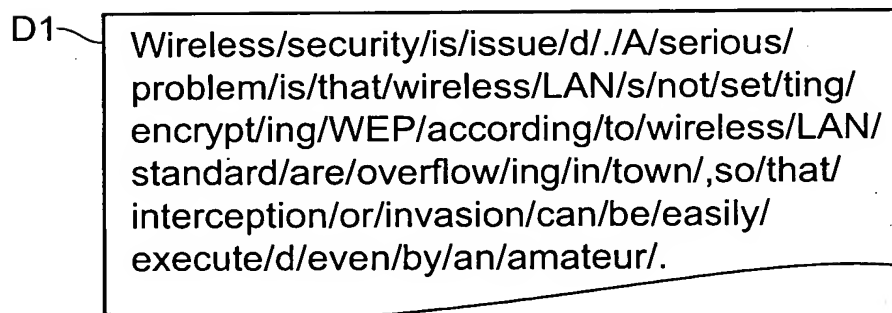 D1
Wireless/security/is/issue/d/./A/serious/
problem/is/that/wireless/LAN/s/not/set/ting/
encrypt/ing/WEP/according/to/wireless/LAN/
standard/are/overflow/ing/in/town/,so/that/
interception/or/invasion/can/be/easily/
execute/d/even/by/an/amateur/.